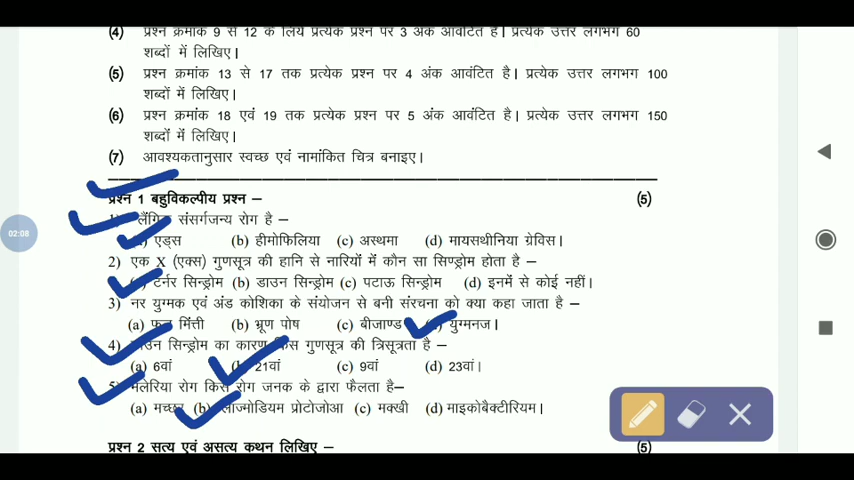 (4) प्रश्न क्रमांक 9 से 12 के लिये प्रत्येक प्रश्न पर 3 अंक आवंटित है। प्रत्येक उत्तर लगभग 60
शब्दों में लिखिए।
(5) प्रश्न क्रमांक 13 से 17 तक प्रत्येक प्रश्न पर 4 अंक आवंटित है। प्रत्येक उत्तर लगभग 100
शब्दों में लिखिए।
(6) प्रश्न क्रमांक 18 एवं 19 तक प्रत्येक प्रश्न पर 5 अंक आवंटित है। प्रत्येक उत्तर लगभग 150
शब्दों में लिखिए।
(7) आवश्यकतानुसार स्वच्छ एवं नामांकित चित्र बनाइए।
प्रश्न 1 बहुविकल्पीय प्रश्न – (5)
1) लैंगिक संसर्गजन्य रोग है –
एड्स (b) हीमोफिलिया (c) अस्थमा (d) मायसथीनिया ग्रेविस।
02:08
2) एक X (एक्स) गुणसूत्र की हानि से नारियों में कौन सा सिण्ड्रोम होता है –
टर्नर सिन्ड्रोम (b) डाउन सिन्ड्रोम (c) पटाऊ सिन्ड्रोम (d) इनमें से कोई नहीं।
3) नर युग्मक एवं अंड कोशिका के संयोजन से बनी संरचना को क्या कहा जाता है –
(a) फल भित्ती (b) भ्रूण पोष (c) बीजाण्ड युग्मनज।
4) डाउन सिन्ड्रोम का कारण किस गुणसूत्र की त्रिसूत्रता है –
(a) 6वां (b) 21वां (c) 9वां (d) 23वां।
5) मलेरिया रोग किस रोग जनक के द्वारा फैलता है–
(a) मच्छर (b) प्लाज्मोडियम प्रोटोजोआ (c) मक्खी (d) माइकोबैक्टीरियम।
प्रश्न 2 सत्य एवं असत्य कथन लिखिए – (5)